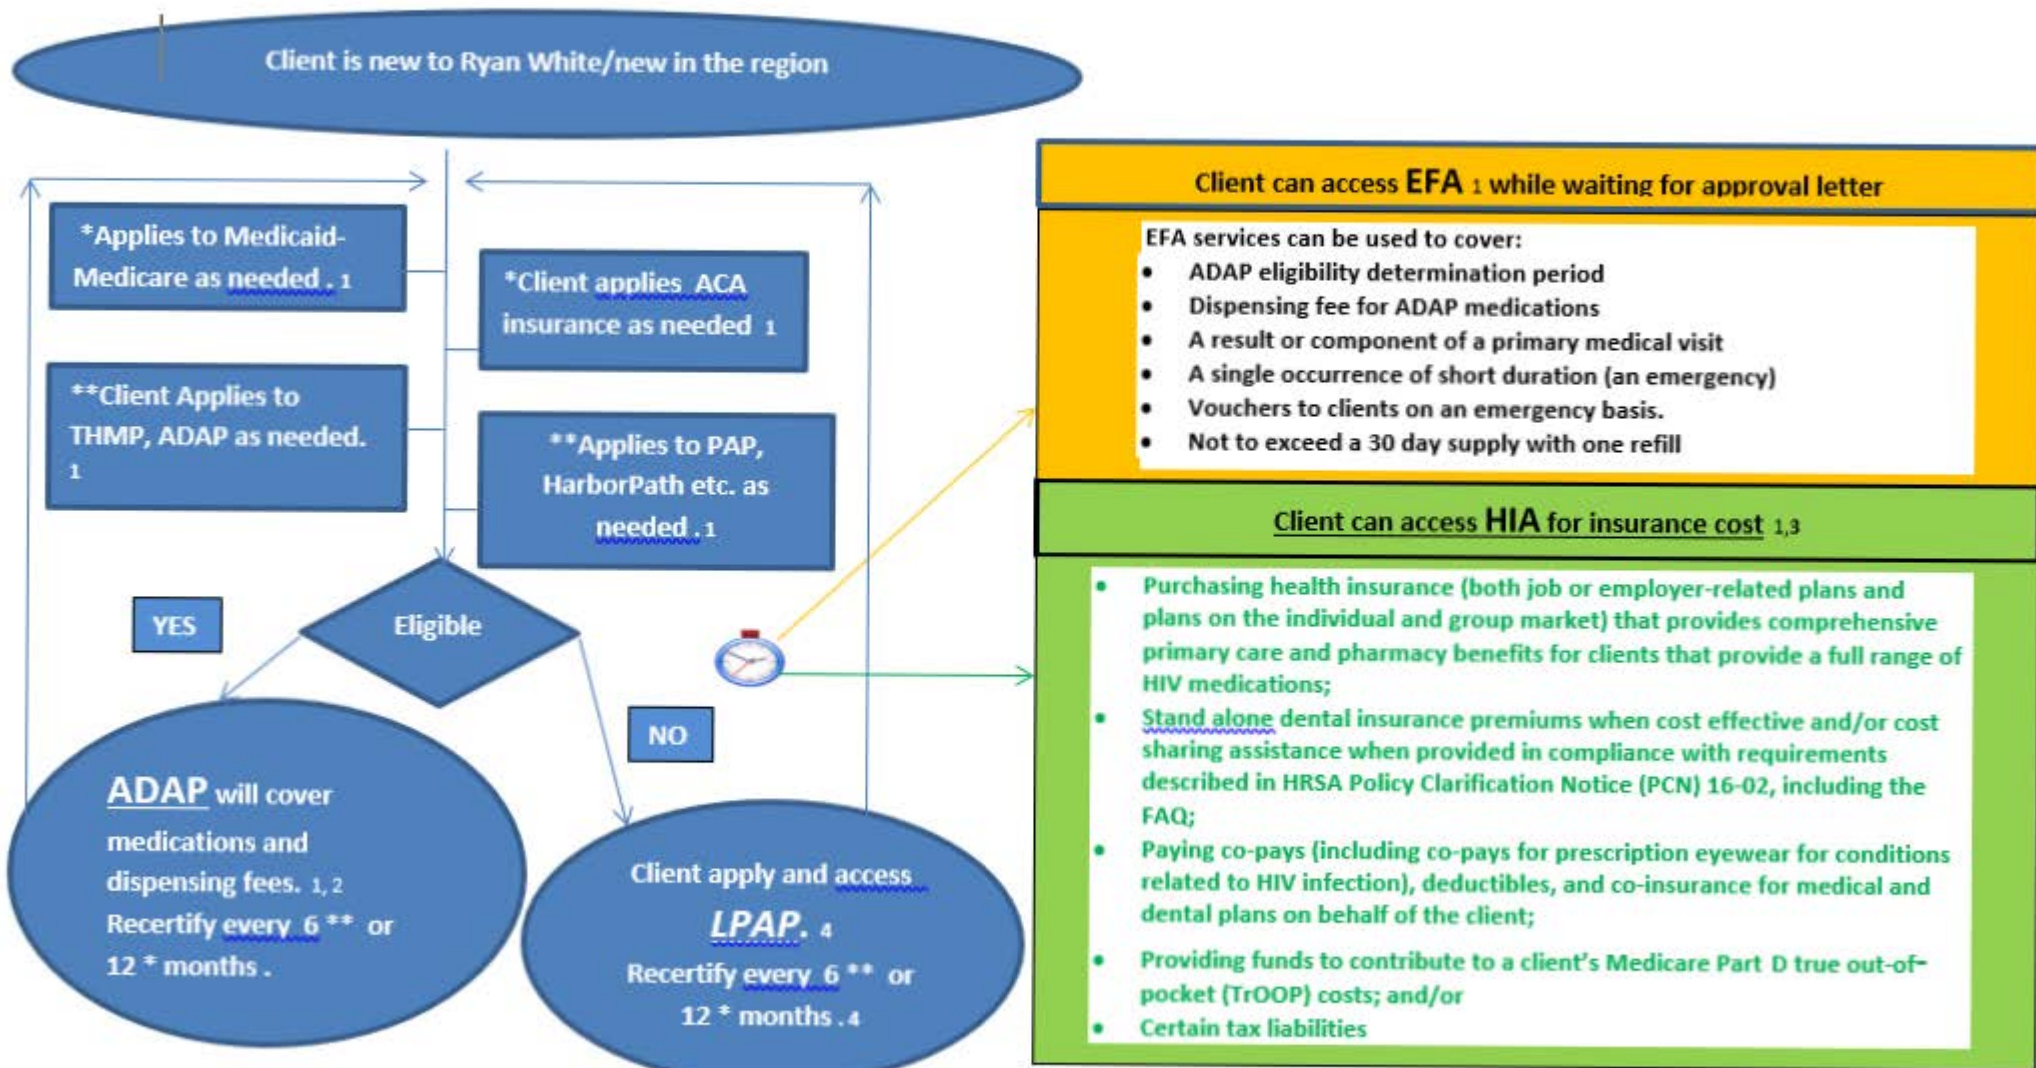 Client is new to Ryan White/new in the region
*Applies to Medicaid-
Medicare as needed . 1
*Client applies ACA
insurance as needed 1
**Client Applies to
THMP, ADAP as needed.
1
**Applies to PAP,
HarborPath etc. as
needed . 1
Eligible
YES
NO
ADAP will cover
medications and
dispensing fees. 1, 2
Recertify every 6 ** or
12 * months .
Client apply and access
LPAP. 4
Recertify every 6 ** or
12 * months . 4
Client can access EFA 1 while waiting for approval letter
EFA services can be used to cover:
• ADAP eligibility determination period
• Dispensing fee for ADAP medications
• A result or component of a primary medical visit
• A single occurrence of short duration (an emergency)
• Vouchers to clients on an emergency basis.
• Not to exceed a 30 day supply with one refill
Client can access HIA for insurance cost 1,3
• Purchasing health insurance (both job or employer-related plans and
plans on the individual and group market) that provides comprehensive
primary care and pharmacy benefits for clients that provide a full range of
HIV medications;
• Stand alone dental insurance premiums when cost effective and/or cost
sharing assistance when provided in compliance with requirements
described in HRSA Policy Clarification Notice (PCN) 16-02, including the
FAQ;
• Paying co-pays (including co-pays for prescription eyewear for conditions
related to HIV infection), deductibles, and co-insurance for medical and
dental plans on behalf of the client;
• Providing funds to contribute to a client's Medicare Part D true out-of-
pocket (TrOOP) costs; and/or
• Certain tax liabilities